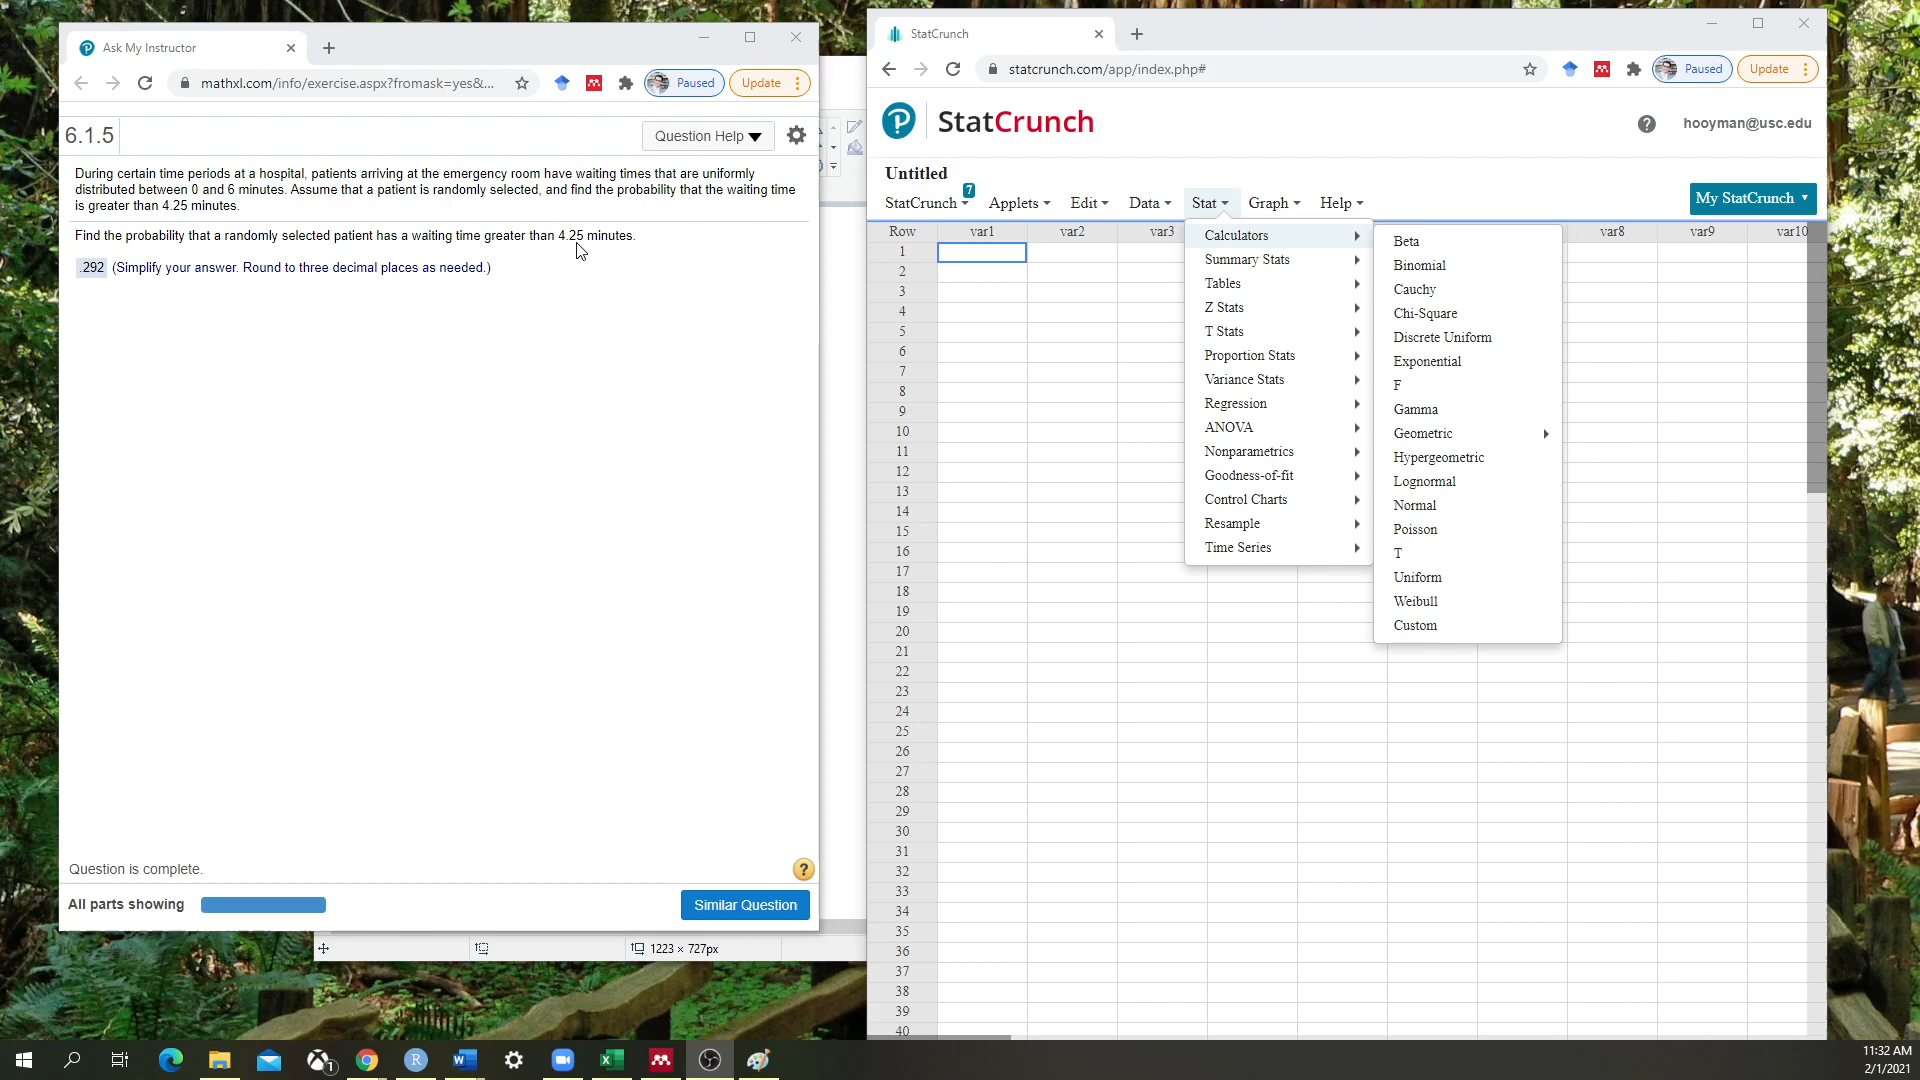 Ask My Instructor
mathxl.com/info/exercise.aspx?fromask=yes&...
Paused
Update
6.1.5
Question Help
During certain time periods at a hospital, patients arriving at the emergency room have waiting times that are uniformly
distributed between 0 and 6 minutes. Assume that a patient is randomly selected, and find the probability that the waiting time
is greater than 4.25 minutes.
Find the probability that a randomly selected patient has a waiting time greater than 4.25 minutes.
.292 (Simplify your answer. Round to three decimal places as needed.)
Question is complete.
?
All parts showing
Similar Question
1223 × 727px
StatCrunch
statcrunch.com/app/index.php#
Paused
Update
P
StatCrunch
?
hooyman@usc.edu
Untitled
StatCrunch 7 Applets Edit Data Stat Graph Help
My StatCrunch
Row var1 var2 var3 var8 var9 var10
Calculators
Summary Stats
Tables
Z Stats
T Stats
Proportion Stats
Variance Stats
Regression
ANOVA
Nonparametrics
Goodness-of-fit
Control Charts
Resample
Time Series
Beta
Binomial
Cauchy
Chi-Square
Discrete Uniform
Exponential
F
Gamma
Geometric
Hypergeometric
Lognormal
Normal
Poisson
T
Uniform
Weibull
Custom
1
2
3
4
5
6
7
8
9
10
11
12
13
14
15
16
17
18
19
20
21
22
23
24
25
26
27
28
29
30
31
32
33
34
35
36
37
38
39
40
1
11:32 AM
2/1/2021